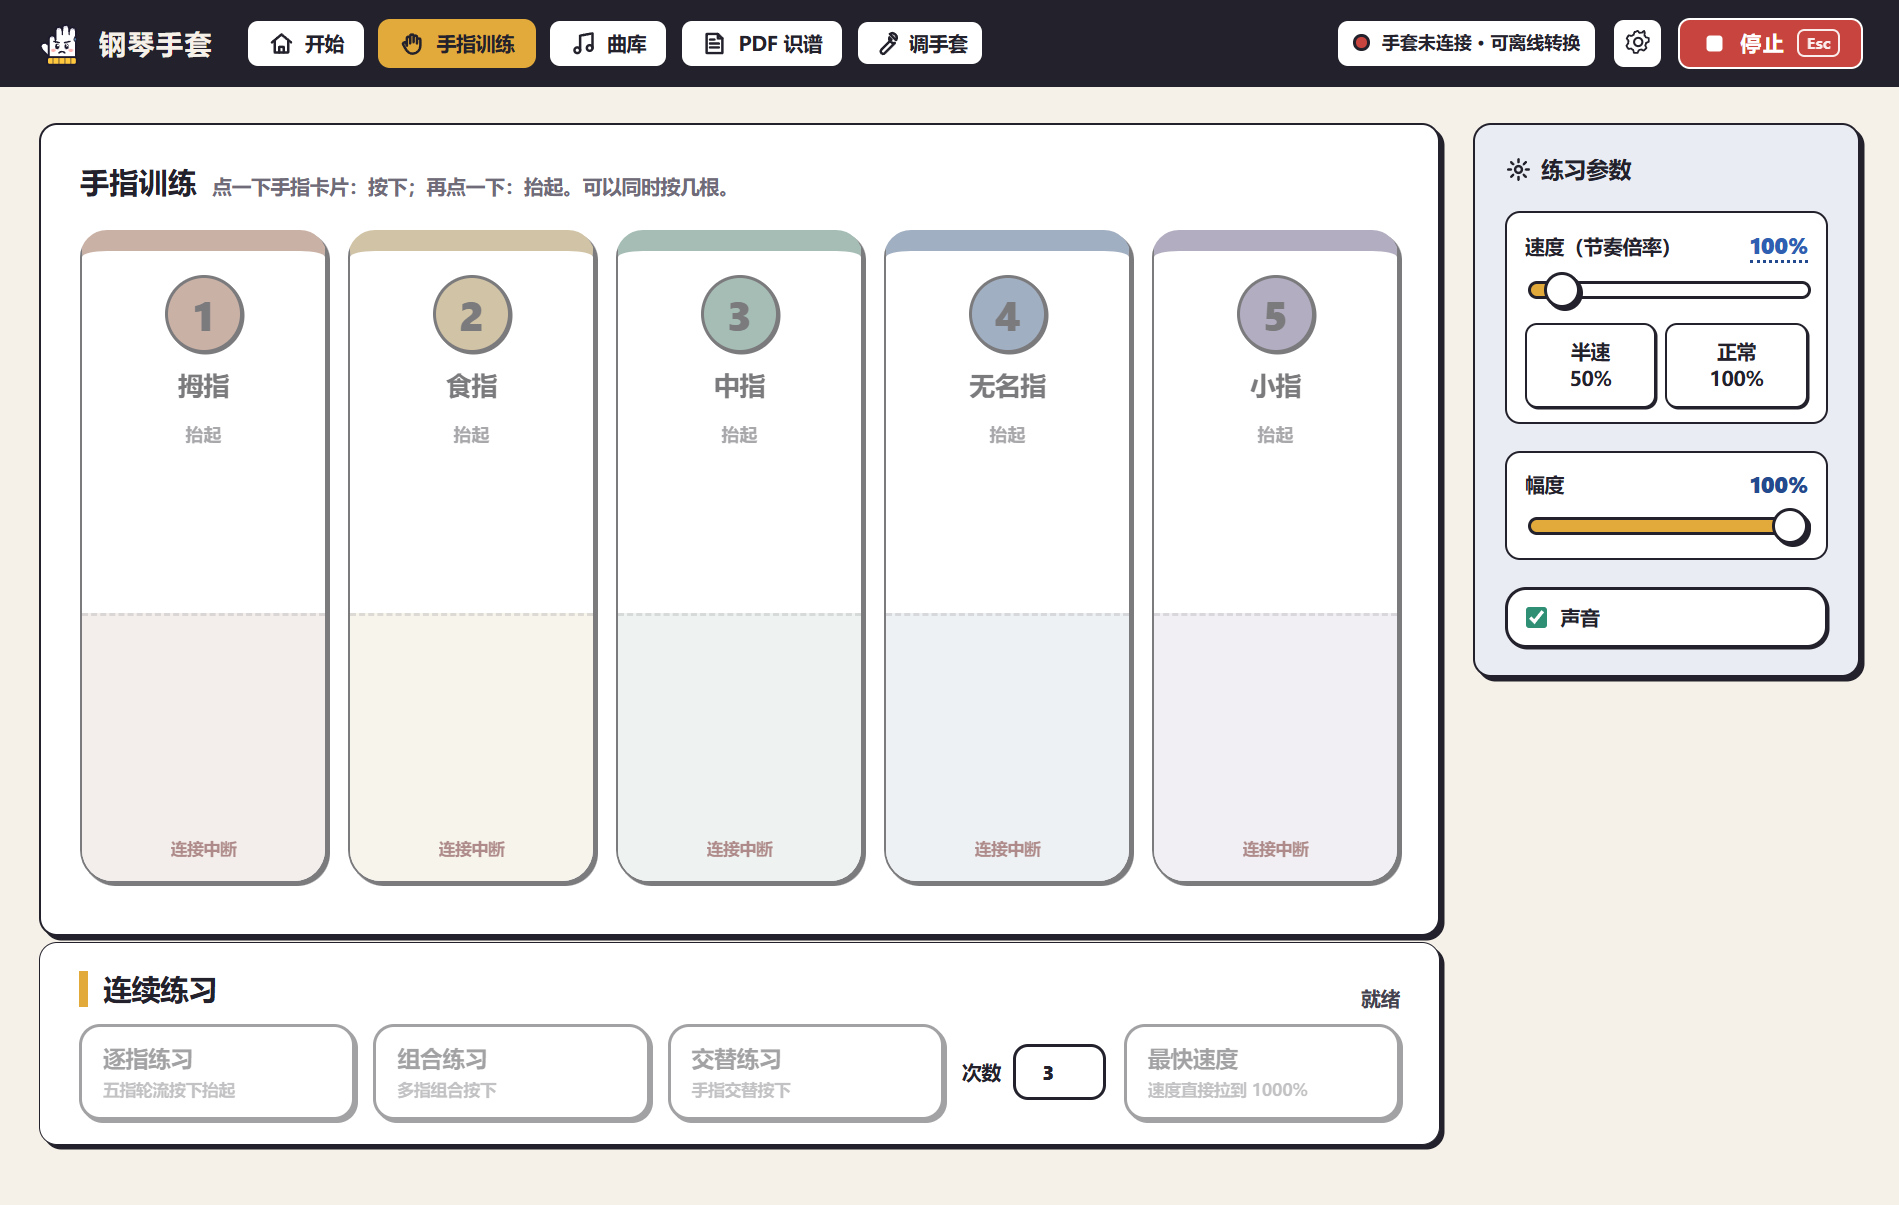 钢琴手套
开始
手指训练
曲库
PDF 识谱
调手套
手套未连接・可离线转换
停止 Esc
手指训练 点一下手指卡片：按下；再点一下：抬起。可以同时按几根。
1
拇指
抬起
连接中断
2
食指
抬起
连接中断
3
中指
抬起
连接中断
4
无名指
抬起
连接中断
5
小指
抬起
连接中断
练习参数
速度（节奏倍率） 100%
半速
50%
正常
100%
幅度 100%
声音
连续练习
就绪
逐指练习
五指轮流按下抬起
组合练习
多指组合按下
交替练习
手指交替按下
次数 3
最快速度
速度直接拉到 1000%